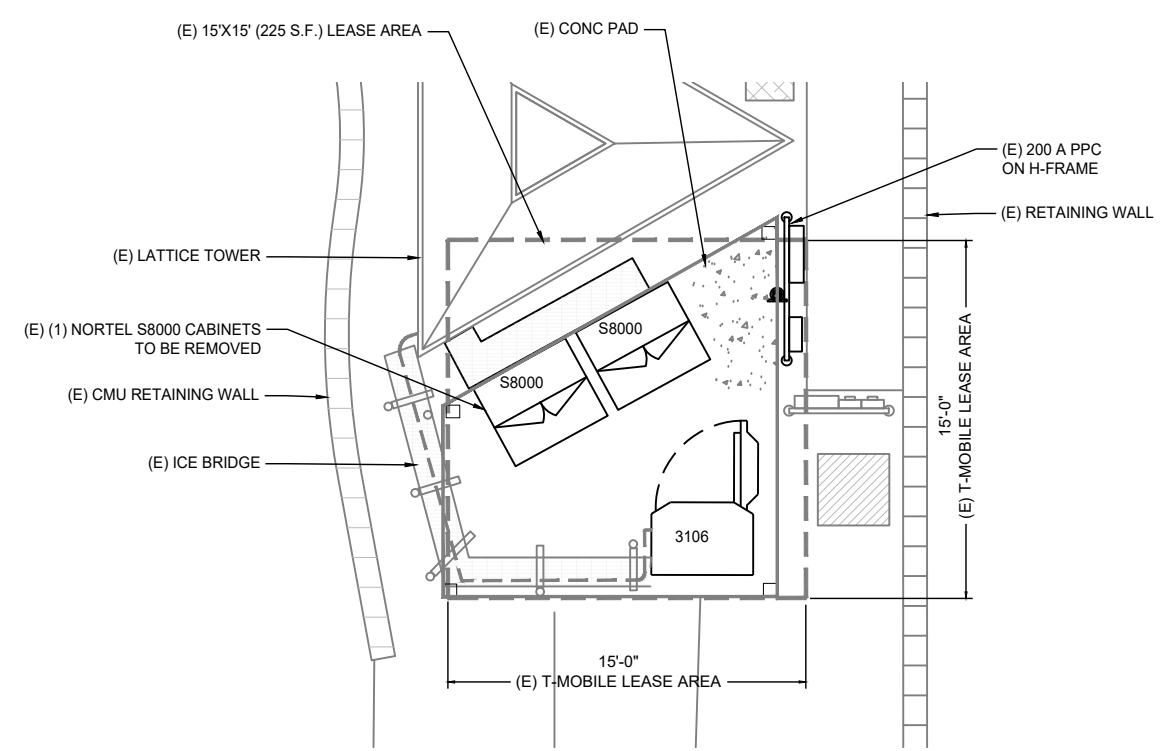 (E) 15'X15' (225 S.F.) LEASE AREA
(E) CONC PAD
(E) 200 A PPC
ON H-FRAME
(E) RETAINING WALL
(E) LATTICE TOWER
(E) (1) NORTEL S8000 CABINETS
TO BE REMOVED
(E) CMU RETAINING WALL
(E) ICE BRIDGE
S8000
S8000
3106
15'-0"
(E) T-MOBILE LEASE AREA
15'-0"
(E) T-MOBILE LEASE AREA